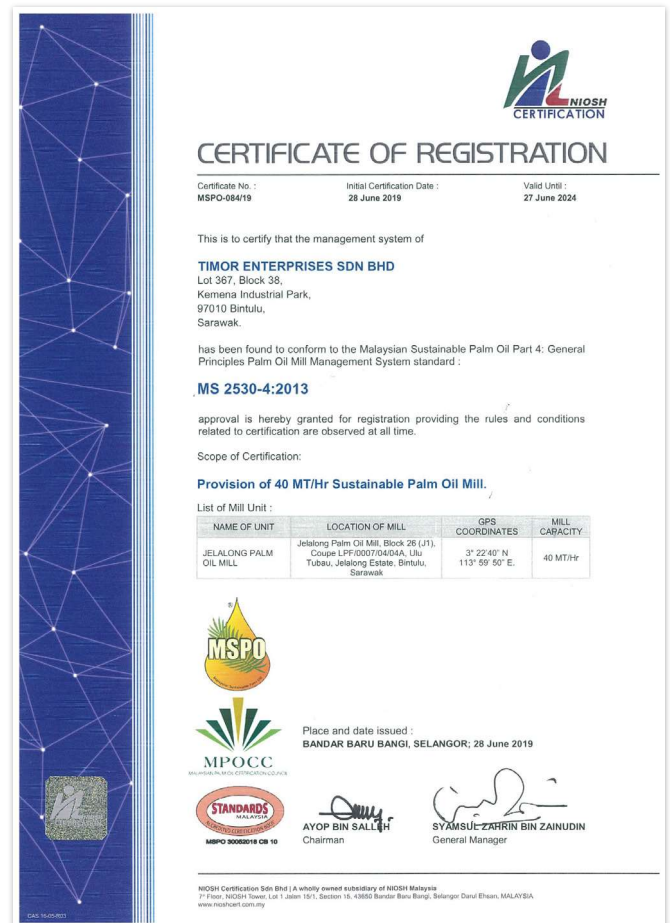 NIOSH
CERTIFICATION
CERTIFICATE OF REGISTRATION
Certificate No. : Initial Certification Date : Valid Until :
MSPO-084/19 28 June 2019 27 June 2024
This is to certify that the management system of
TIMOR ENTERPRISES SDN BHD
Lot 367, Block 38,
Kemena Industrial Park,
97010 Bintulu,
Sarawak.
has been found to conform to the Malaysian Sustainable Palm Oil Part 4: General
Principles Palm Oil Mill Management System standard :
MS 2530-4:2013
approval is hereby granted for registration providing the rules and conditions
related to certification are observed at all time.
Scope of Certification:
Provision of 40 MT/Hr Sustainable Palm Oil Mill.
List of Mill Unit :
NAME OF UNIT LOCATION OF MILL GPS COORDINATES MILL CAPACITY
JELALONG PALM OIL MILL
Jelalong Palm Oil Mill, Block 26 (J1),
Coupe LPF/0007/04/04A, Ulu
Tubau, Jelalong Estate, Bintulu,
Sarawak
3° 22'40" N
113° 59' 50" E.
40 MT/Hr
®
MSPO
MPOCC
MALAYSIAN PALM OIL CERTIFICATION COUNCIL
Place and date issued :
BANDAR BARU BANGI, SELANGOR; 28 June 2019
STANDARDS
MALAYSIA
MSPO 30052018 CB 10
AYOP BIN SALLEH
Chairman
SYAMSUL ZAHRIN BIN ZAINUDIN
General Manager
NIOSH Certification Sdn Bhd | A wholly owned subsidiary of NIOSH Malaysia
7th Floor, NIOSH Tower, Lot 1 Jalan 15/1, Section 15, 43650 Bandar Baru Bangi, Selangor Darul Ehsan, MALAYSIA.
www.nioshcert.com.my